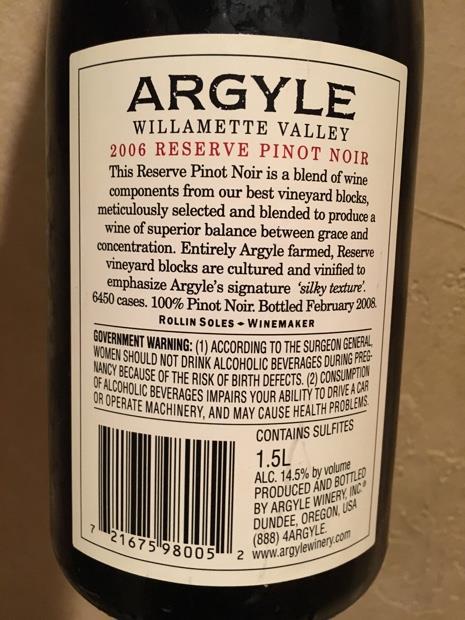 ARGYLE
WILLAMETTE VALLEY
2006 RESERVE PINOT NOIR
This Reserve Pinot Noir is a blend of wine
components from our best vineyard blocks,
meticulously selected and blended to produce a
wine of superior balance between grace and
concentration. Entirely Argyle farmed, Reserve
vineyard blocks are cultured and vinified to
emphasize Argyle's signature 'silky texture'.
6450 cases. 100% Pinot Noir. Bottled February 2008.
ROLLIN SOLES - WINEMAKER
GOVERNMENT WARNING: (1) ACCORDING TO THE SURGEON GENERAL,
WOMEN SHOULD NOT DRINK ALCOHOLIC BEVERAGES DURING PREG-
NANCY BECAUSE OF THE RISK OF BIRTH DEFECTS. (2) CONSUMPTION
OF ALCOHOLIC BEVERAGES IMPAIRS YOUR ABILITY TO DRIVE A CAR
OR OPERATE MACHINERY, AND MAY CAUSE HEALTH PROBLEMS.
CONTAINS SULFITES
1.5L
ALC. 14.5% by volume
PRODUCED AND BOTTLED
BY ARGYLE WINERY, INC.®
DUNDEE, OREGON, USA
(888) 4ARGYLE.
www.argylewinery.com
7 21675 98005 2